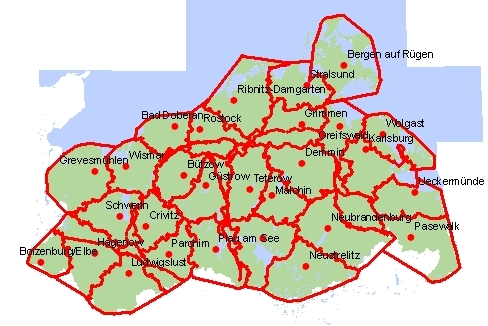 Bergen auf Rügen
Stralsund
Ribnitz-Damgarten
Bad Doberan
Rostock
Grimmen
Greifswald
Wolgast
Karlsburg
Grevesmühlen
Wismar
Bützow
Güstrow
Teterow
Demmin
Malchin
Ueckermünde
Schwerin
Crivitz
Neubrandenburg
Pasewalk
Boizenburg/Elbe
Hagenow
Ludwigslust
Parchim
Plau am See
Neustrelitz